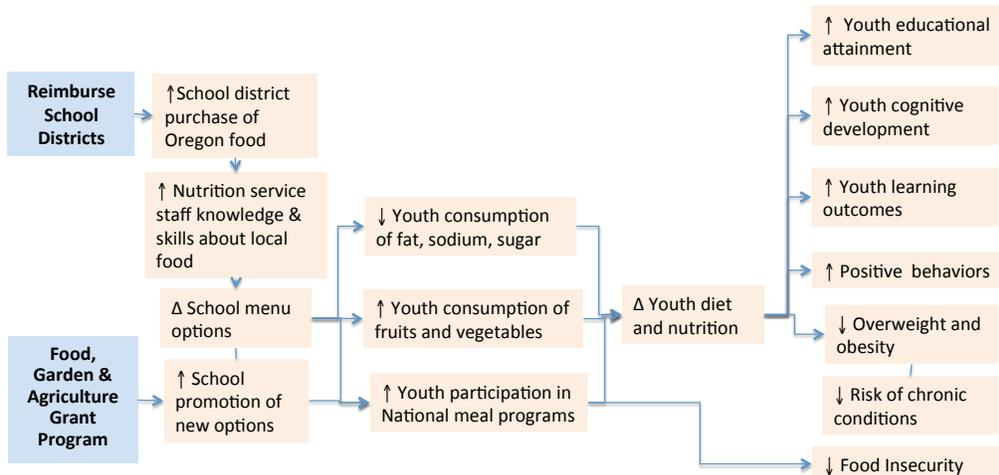 Reimburse
School
Districts
↑School district
purchase of
Oregon food
↑ Nutrition service
staff knowledge &
skills about local
food
Δ School menu
options
Food,
Garden &
Agriculture
Grant
Program
↑ School
promotion of
new options
↓ Youth consumption
of fat, sodium, sugar
↑ Youth consumption of
fruits and vegetables
↑ Youth participation in
National meal programs
Δ Youth diet
and nutrition
↑ Youth educational
attainment
↑ Youth cognitive
development
↑ Youth learning
outcomes
↑ Positive behaviors
↓ Overweight and
obesity
↓ Risk of chronic
conditions
↓ Food Insecurity